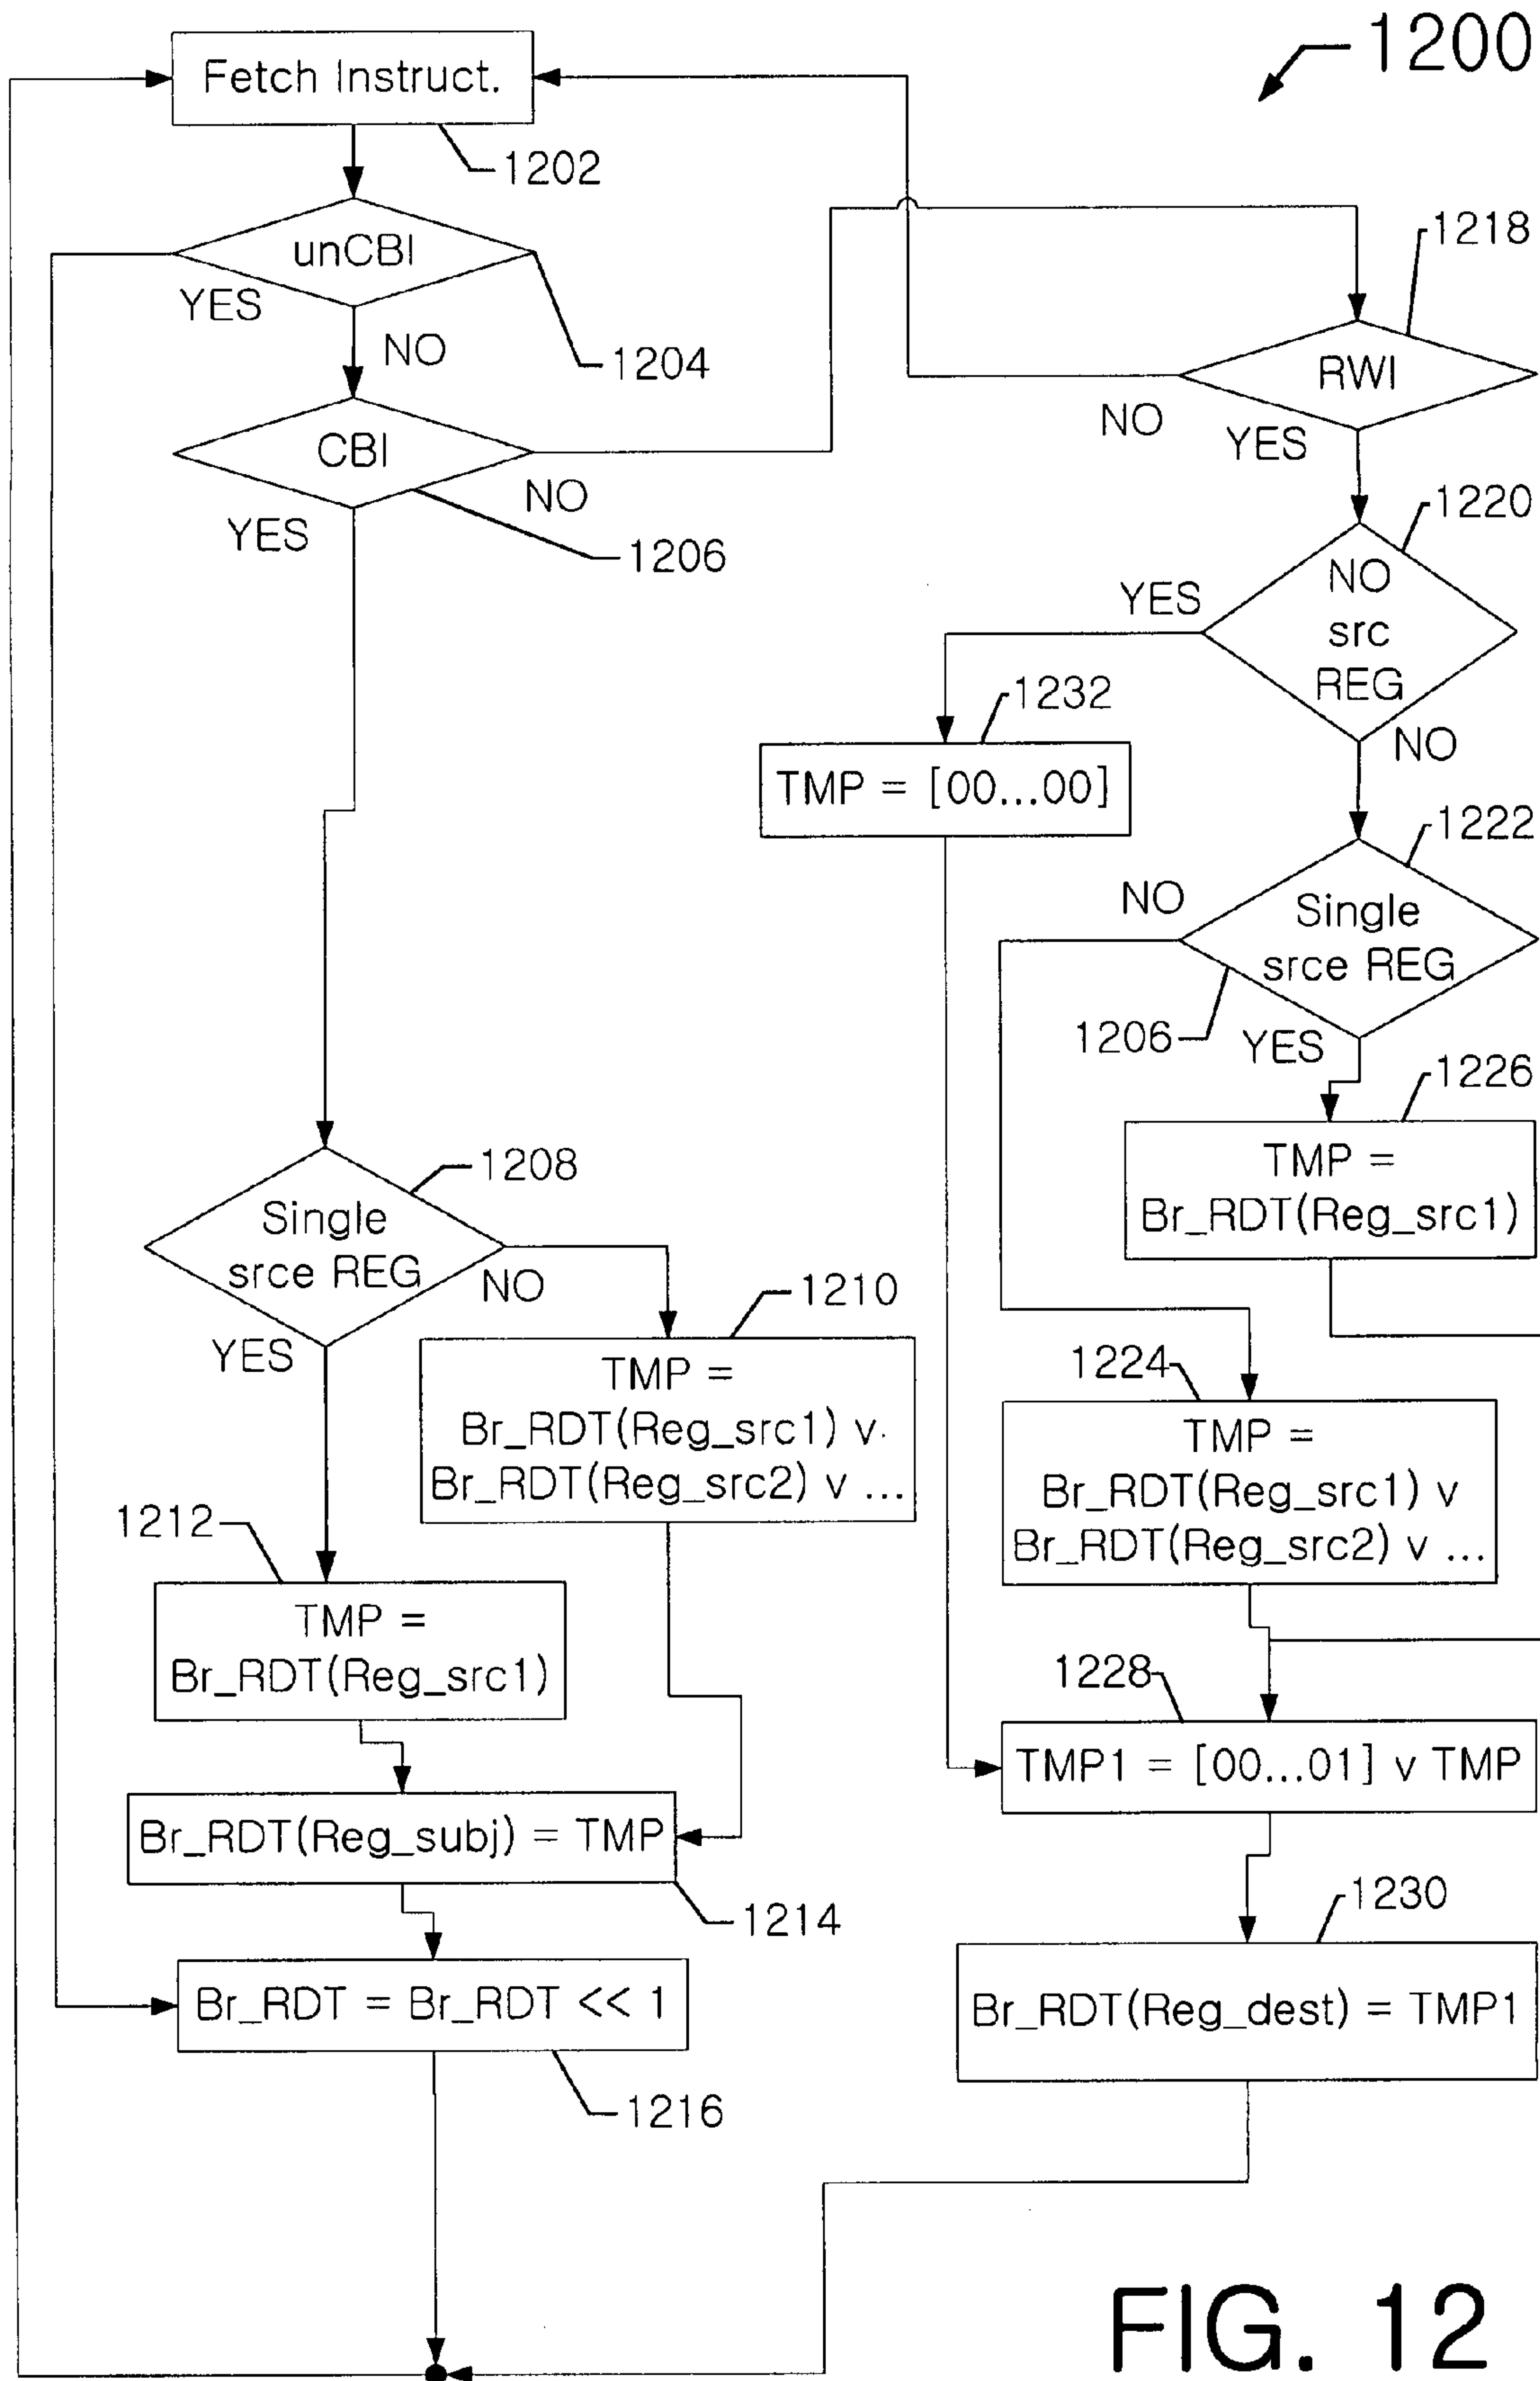 1200
Fetch Instruct.
1202
unCBI
YES
NO
1204
CBI
NO
YES
1206
1218
RWI
NO
YES
1220
NO
src
REG
YES
NO
1232
TMP = [00...00]
1222
Single
srce REG
NO
1206
YES
1226
TMP =
Br_RDT(Reg_src1)
1208
Single
srce REG
NO
YES
1210
TMP =
Br_RDT(Reg_src1) v
Br_RDT(Reg_src2) v ...
1224
TMP =
Br_RDT(Reg_src1) v
Br_RDT(Reg_src2) v ...
1212
TMP =
Br_RDT(Reg_src1)
1228
TMP1 = [00...01] v TMP
Br_RDT(Reg_subj) = TMP
1214
1230
Br_RDT(Reg_dest) = TMP1
Br_RDT = Br_RDT << 1
1216
FIG. 12